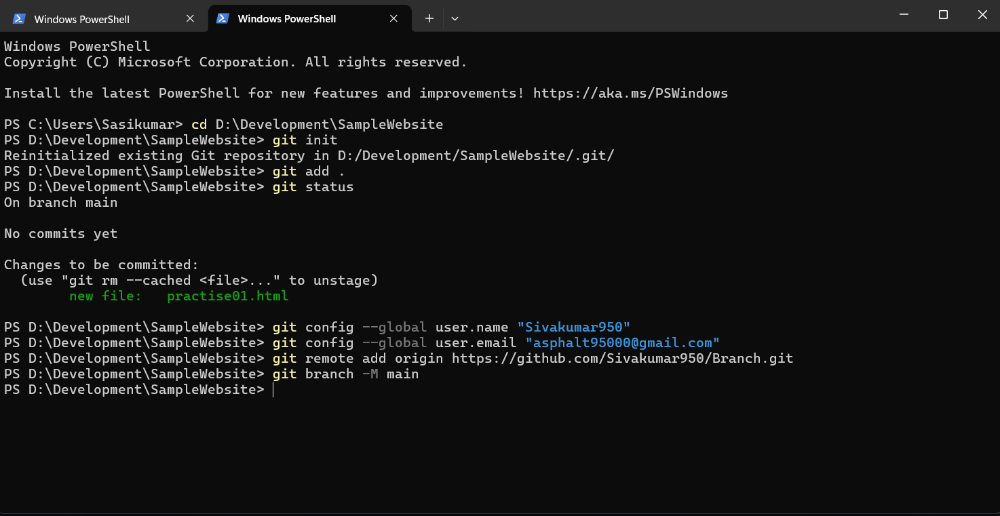 Windows PowerShell
Windows PowerShell
Windows PowerShell
Copyright (C) Microsoft Corporation. All rights reserved.
Install the latest PowerShell for new features and improvements! https://aka.ms/PSWindows
PS C:\Users\Sasikumar> cd D:\Development\SampleWebsite
PS D:\Development\SampleWebsite> git init
Reinitialized existing Git repository in D:/Development/SampleWebsite/.git/
PS D:\Development\SampleWebsite> git add .
PS D:\Development\SampleWebsite> git status
On branch main
No commits yet
Changes to be committed:
  (use "git rm --cached <file>..." to unstage)
        new file:   practise01.html
PS D:\Development\SampleWebsite> git config --global user.name "Sivakumar950"
PS D:\Development\SampleWebsite> git config --global user.email "asphalt95000@gmail.com"
PS D:\Development\SampleWebsite> git remote add origin https://github.com/Sivakumar950/Branch.git
PS D:\Development\SampleWebsite> git branch -M main
PS D:\Development\SampleWebsite>